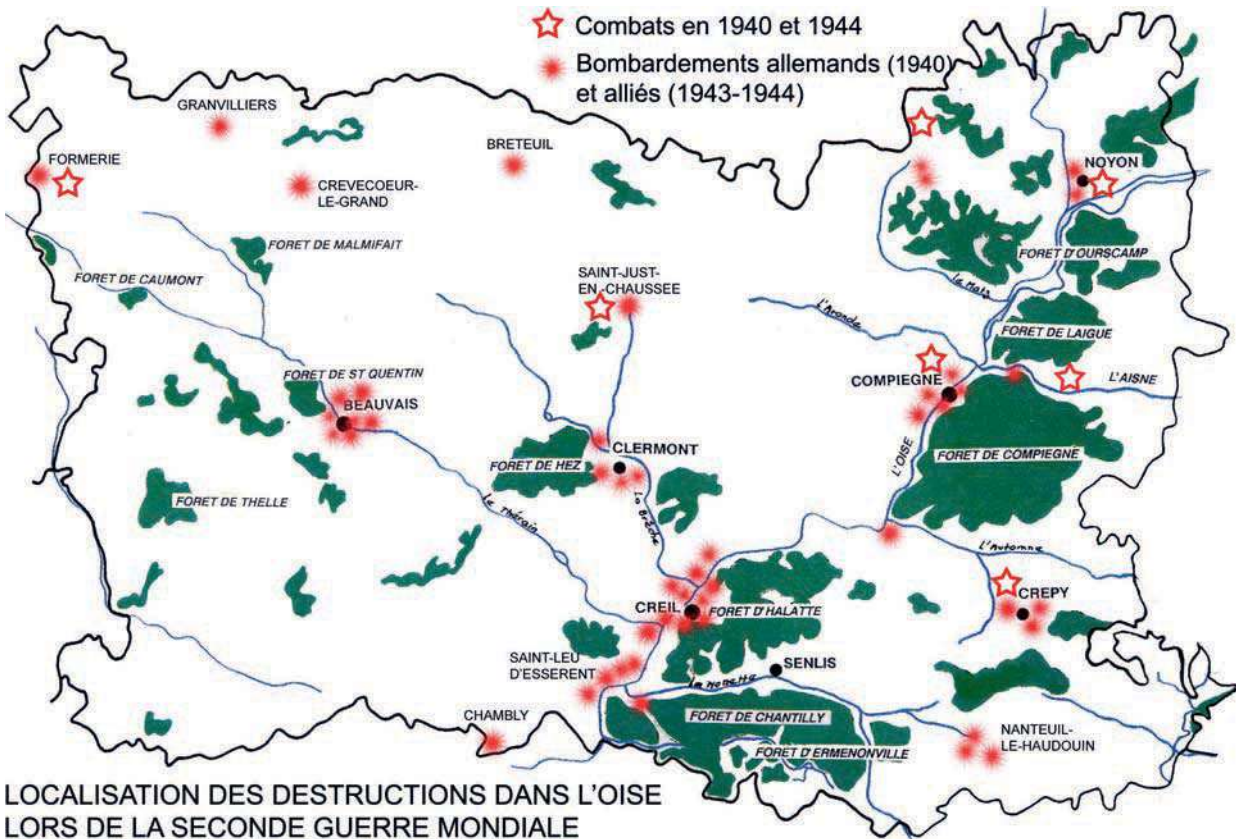 Combats en 1940 et 1944
Bombardements allemands (1940)
et alliés (1943-1944)
GRANVILLIERS
BRETEUIL
FORMERIE
CREVECOEUR-
LE-GRAND
NOYON
FORET DE MALMIFAIT
FORET D'OURSCAMP
FORET DE CAUMONT
SAINT-JUST-
EN-CHAUSSEE
Le Matz
L'Aronde
FORET DE LAIGUE
FORET DE ST QUENTIN
COMPIEGNE
L'AISNE
BEAUVAIS
CLERMONT
L'OISE
FORET DE COMPIEGNE
FORET DE HEZ
FORET DE THELLE
Le Thérain
La Brêche
L'Automne
CREIL
FORET D'HALATTE
CREPY
SAINT-LEU
D'ESSERENT
SENLIS
La Nonette
CHAMBLY
FORET DE CHANTILLY
NANTEUIL-
LE-HAUDOUIN
FORET D'ERMENONVILLE
LOCALISATION DES DESTRUCTIONS DANS L'OISE
LORS DE LA SECONDE GUERRE MONDIALE